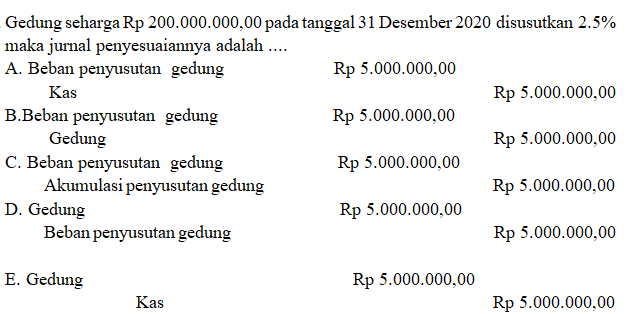 Gedung seharga Rp 200.000.000,00 pada tanggal 31 Desember 2020 disusutkan 2.5%
maka jurnal penyesuaiannya adalah ....
A. Beban penyusutan gedung Rp 5.000.000,00
Kas Rp 5.000.000,00
B.Beban penyusutan gedung Rp 5.000.000,00
Gedung Rp 5.000.000,00
C. Beban penyusutan gedung Rp 5.000.000,00
Akumulasi penyusutan gedung Rp 5.000.000,00
D. Gedung Rp 5.000.000,00
Beban penyusutan gedung Rp 5.000.000,00
E. Gedung Rp 5.000.000,00
Kas Rp 5.000.000,00